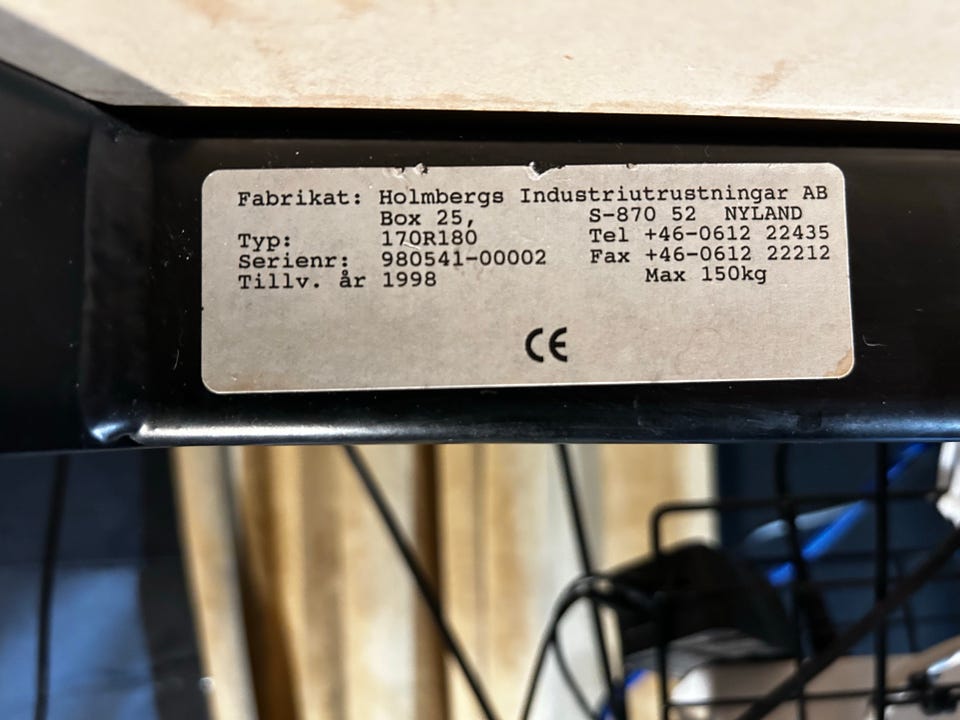 Fabrikat: Holmbergs Industriutrustningar AB
Box 25, S-870 52 NYLAND
Typ: 170R180 Tel +46-0612 22435
Serienr: 980541-00002 Fax +46-0612 22212
Tillv. år 1998 Max 150kg
CE